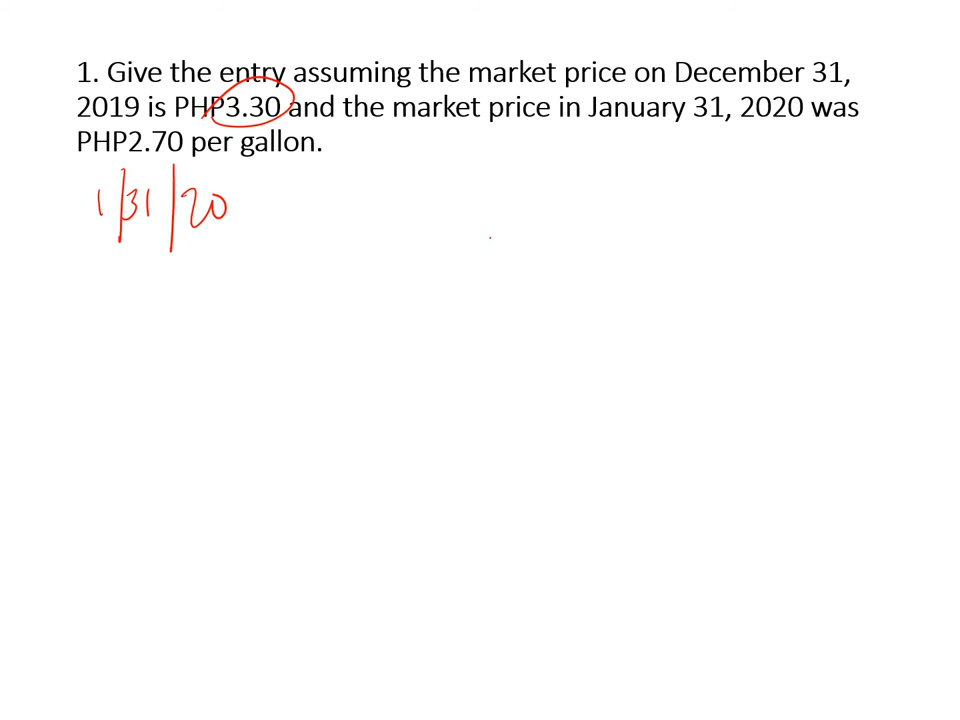 1. Give the entry assuming the market price on December 31,
2019 is PHP3.30 and the market price in January 31, 2020 was
PHP2.70 per gallon.
1/31/20